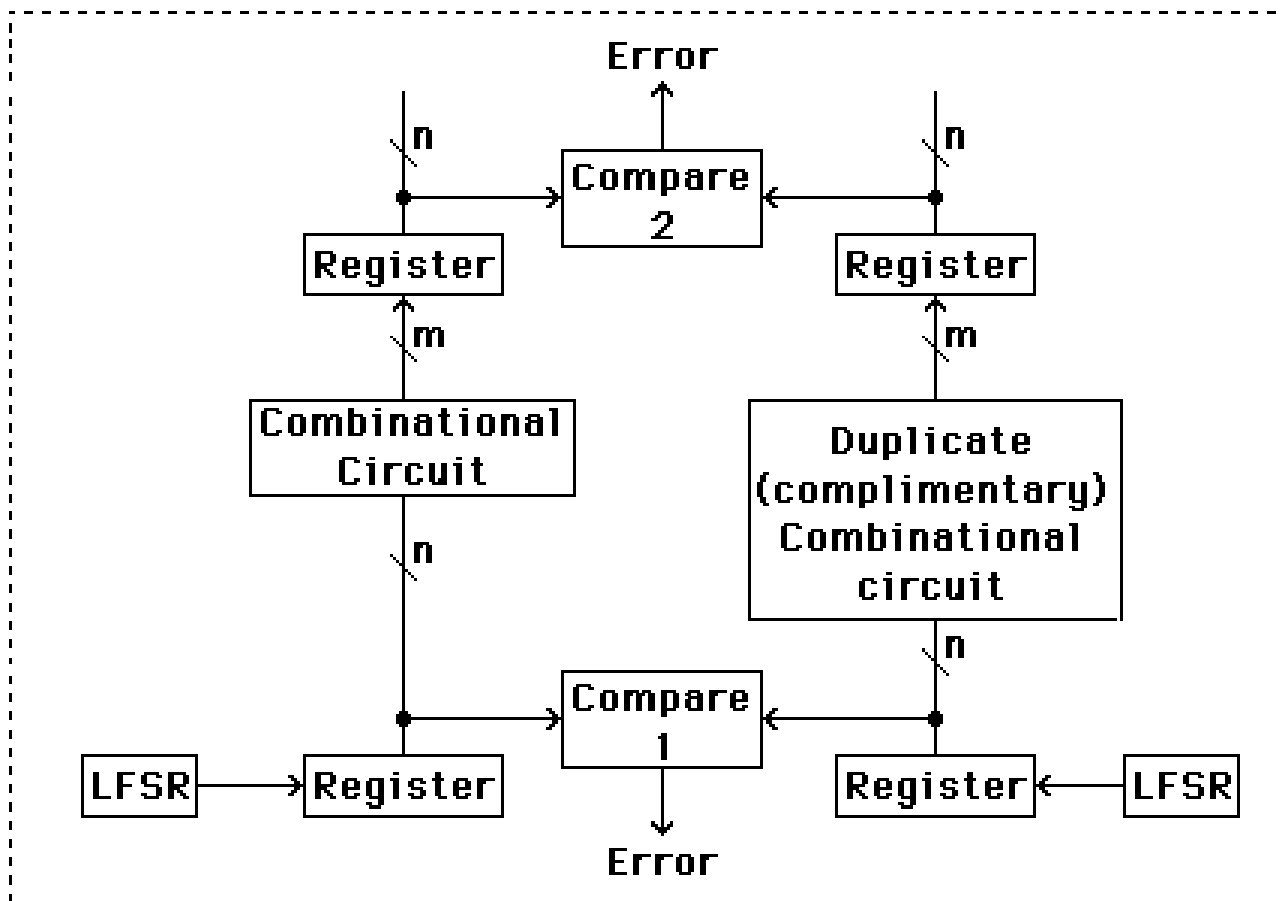 Error
n
n
Compare
2
Register
Register
m
m
Combinational
Circuit
Duplicate
(complimentary)
Combinational
circuit
n
n
Compare
1
LFSR
Register
Register
LFSR
Error